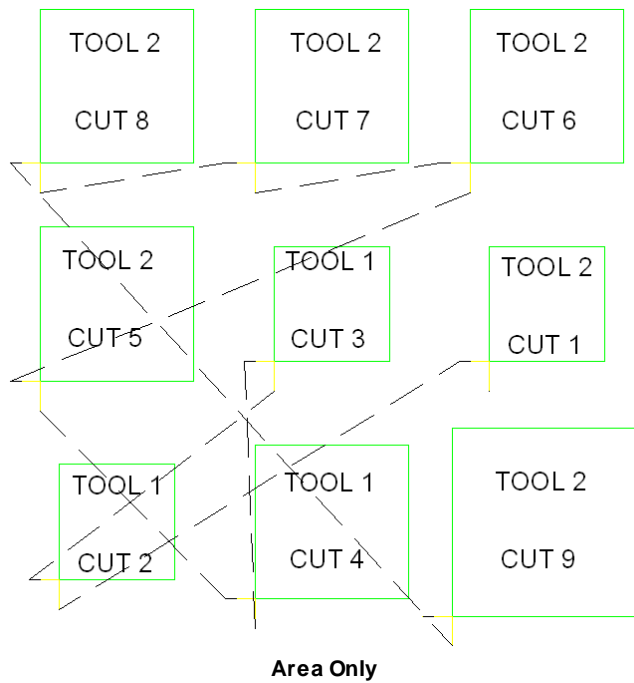 TOOL 2
CUT 8
TOOL 2
CUT 7
TOOL 2
CUT 6
TOOL 2
CUT 5
TOOL 1
CUT 3
TOOL 2
CUT 1
TOOL 1
CUT 2
TOOL 1
CUT 4
TOOL 2
CUT 9
Area Only